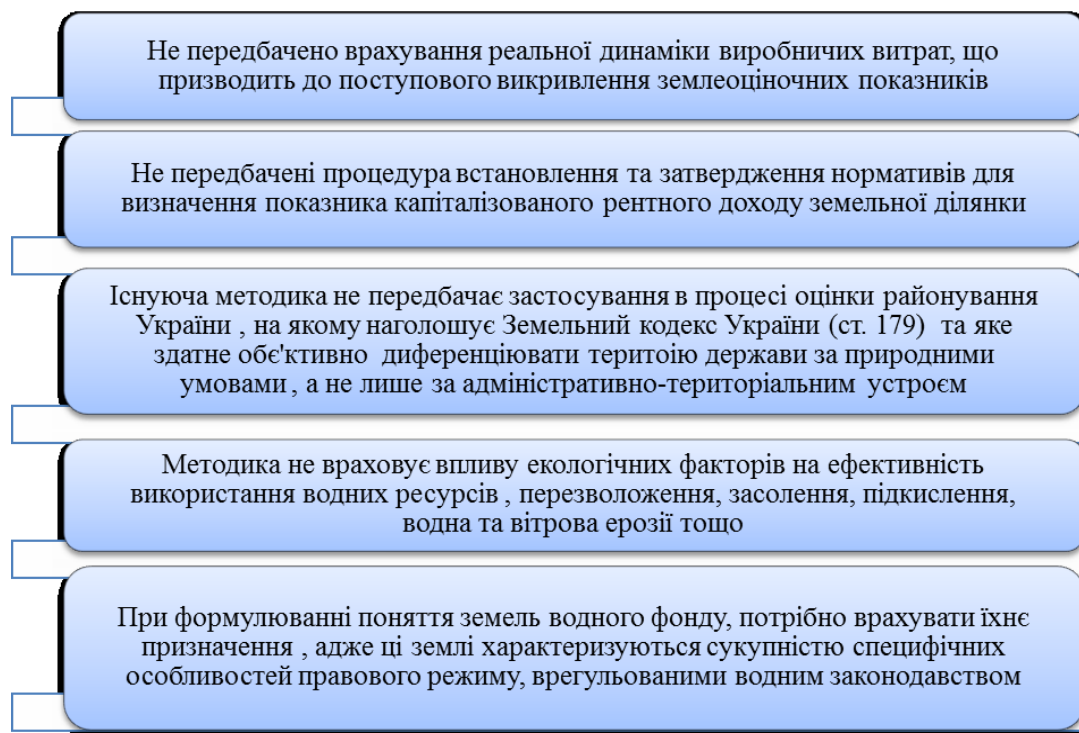 Не передбачено врахування реальної динаміки виробничих витрат, що
призводить до поступового викривлення землеоціночних показників
Не передбачені процедура встановлення та затвердження нормативів для
визначення показника капіталізованого рентного доходу земельної ділянки
Існуюча методика не передбачає застосування в процесі оцінки районування
України , на якому наголошує Земельний кодекс України (ст. 179) та яке
здатне обє'ктивно диференціювати територію держави за природними
умовами , а не лише за адміністративно-територіальним устроєм
Методика не враховує впливу екологічних факторів на ефективність
використання водних ресурсів , перезволоження, засолення, підкислення,
водна та вітрова ерозії тощо
При формулюванні поняття земель водного фонду, потрібно врахувати їхнє
призначення , адже ці землі характеризуються сукупністю специфічних
особливостей правового режиму, врегульованими водним законодавством